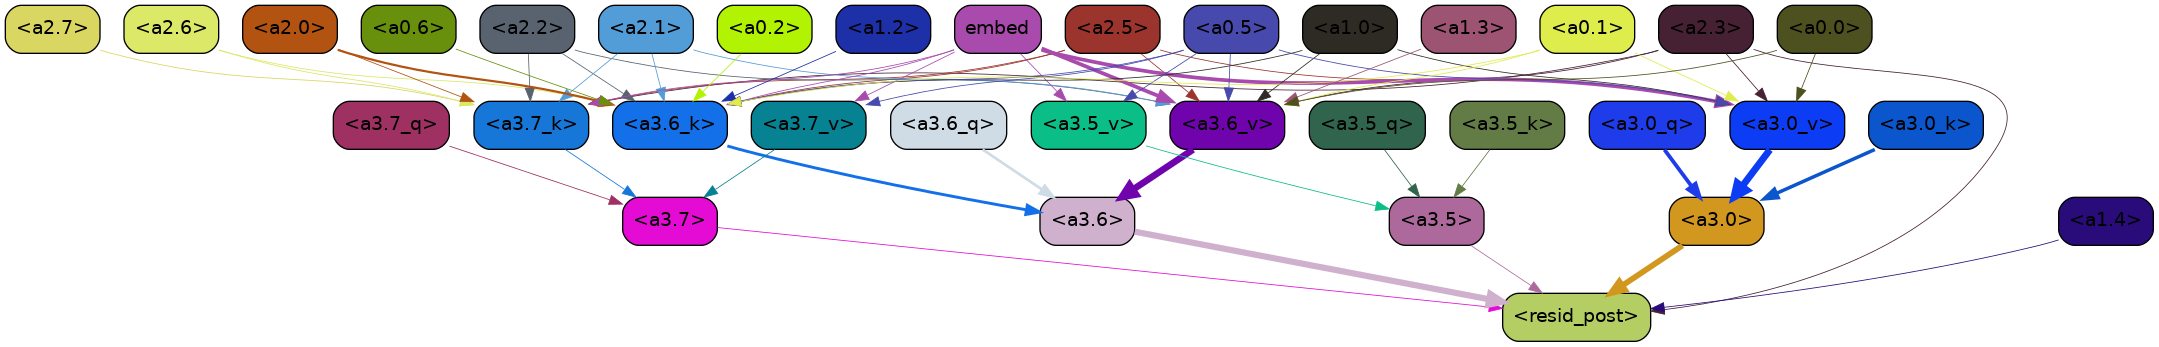 <a2.7> <a2.6> <a2.0> <a0.6> <a2.2> <a2.1> <a0.2> <a1.2> embed <a2.5> <a0.5> <a1.0> <a1.3> <a0.1> <a2.3> <a0.0>
<a3.7_q> <a3.7_k> <a3.6_k> <a3.7_v> <a3.6_q> <a3.5_v> <a3.6_v> <a3.5_q> <a3.5_k> <a3.0_q> <a3.0_v> <a3.0_k>
<a3.7> <a3.6> <a3.5> <a3.0> <a1.4>
<resid_post>